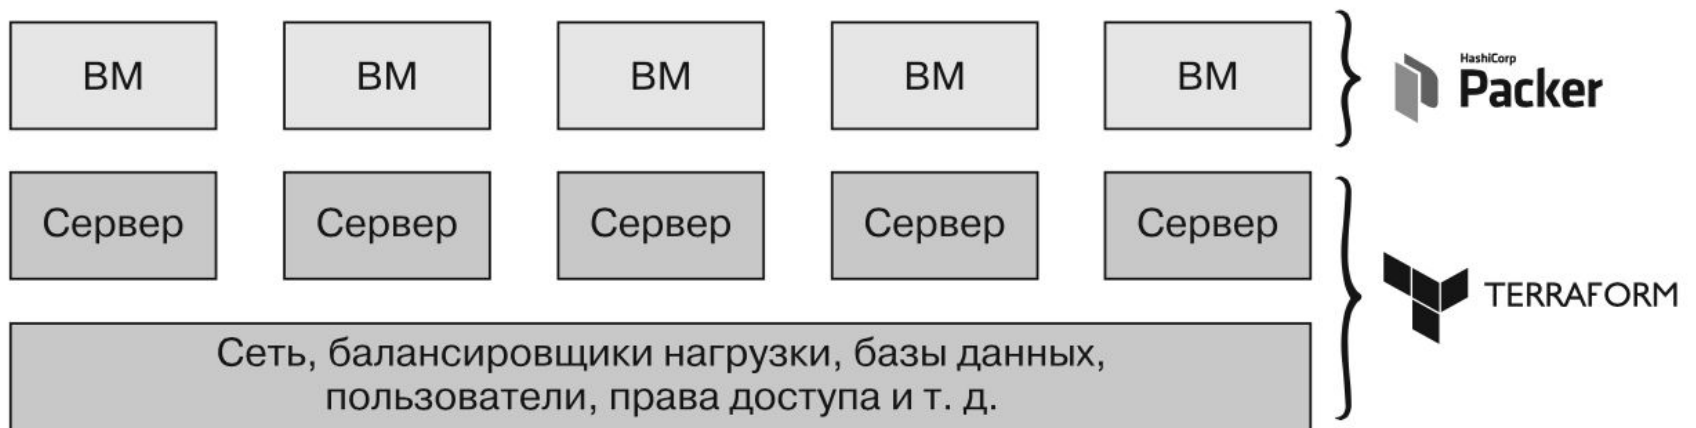 ВМ ВМ ВМ ВМ ВМ
HashiCorp
Packer
Сервер Сервер Сервер Сервер Сервер
TERRAFORM
Сеть, балансировщики нагрузки, базы данных,
пользователи, права доступа и т. д.